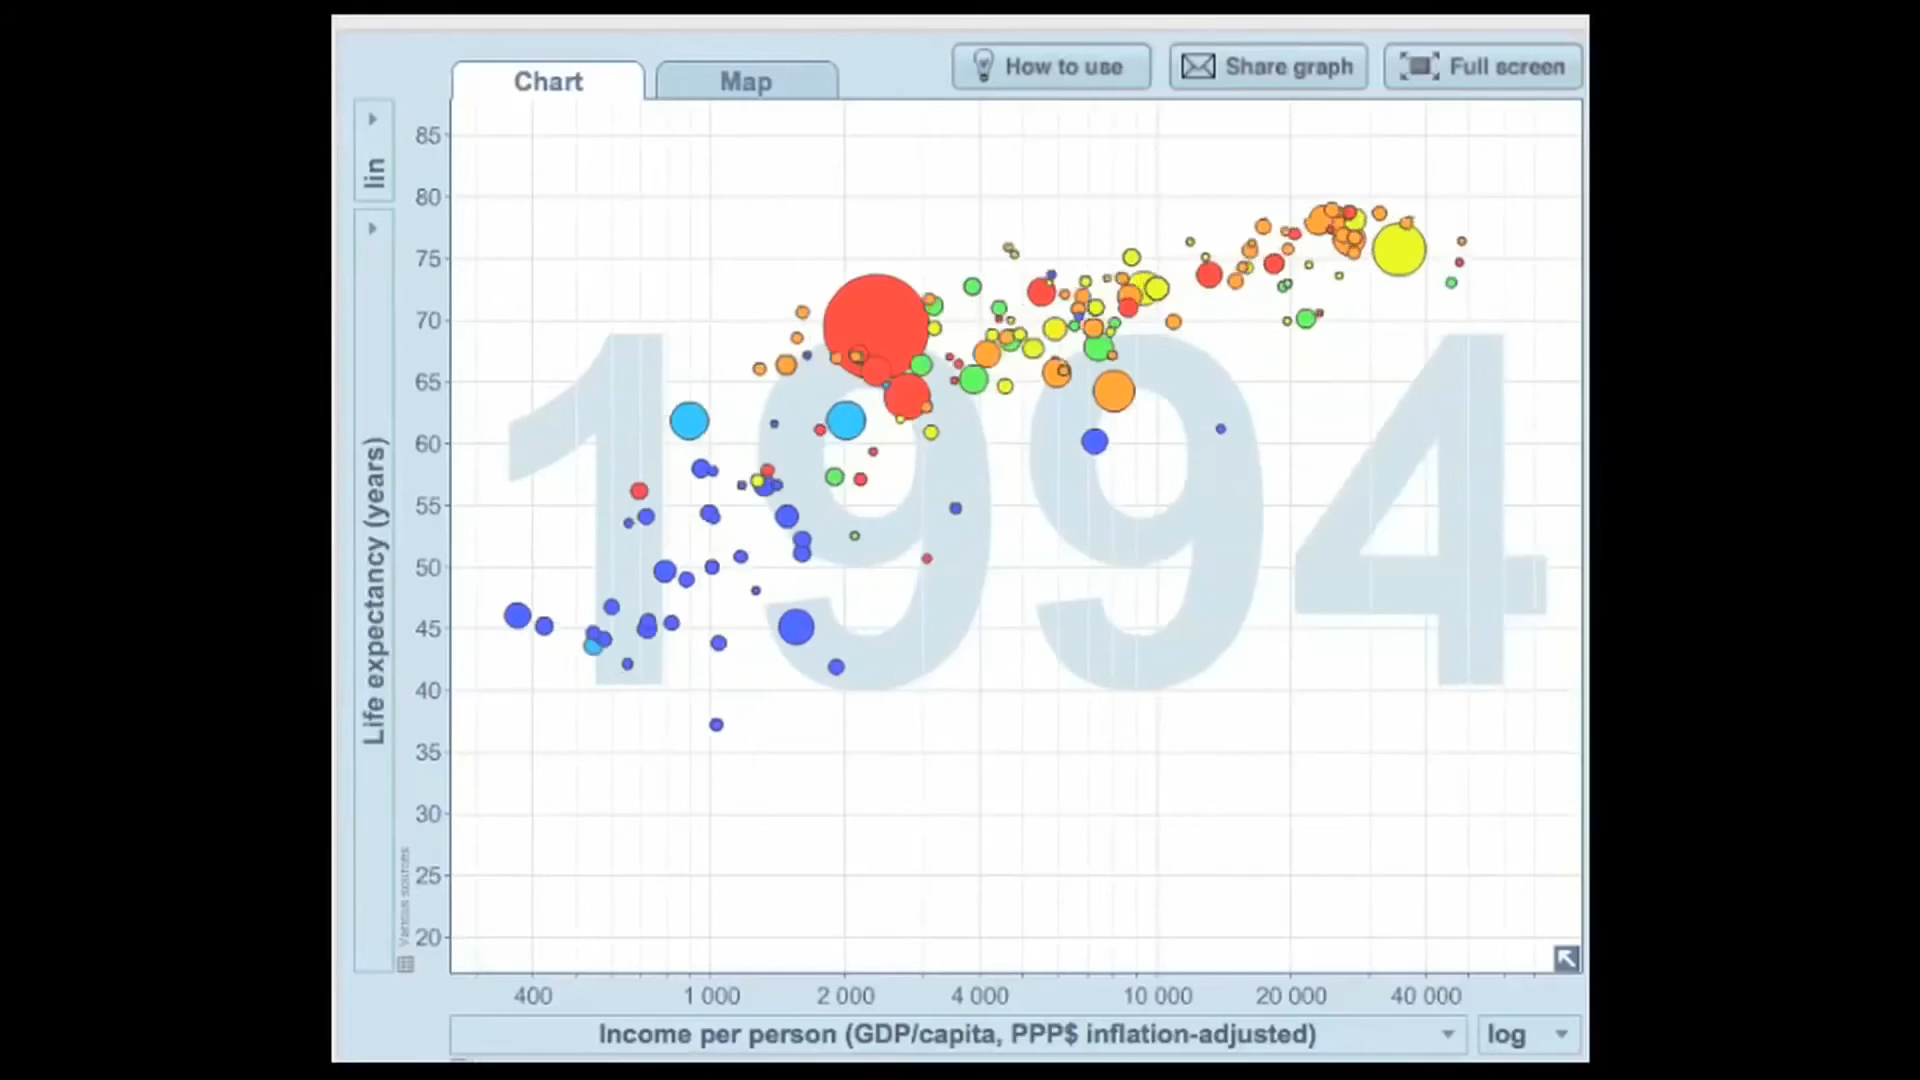 Chart
Map
How to use
Share graph
Full screen
lin
Life expectancy (years)
Various sources
85
80
75
70
65
60
55
50
45
40
35
30
25
20
1994
400
1 000
2 000
4 000
10 000
20 000
40 000
Income per person (GDP/capita, PPP$ inflation-adjusted)
log